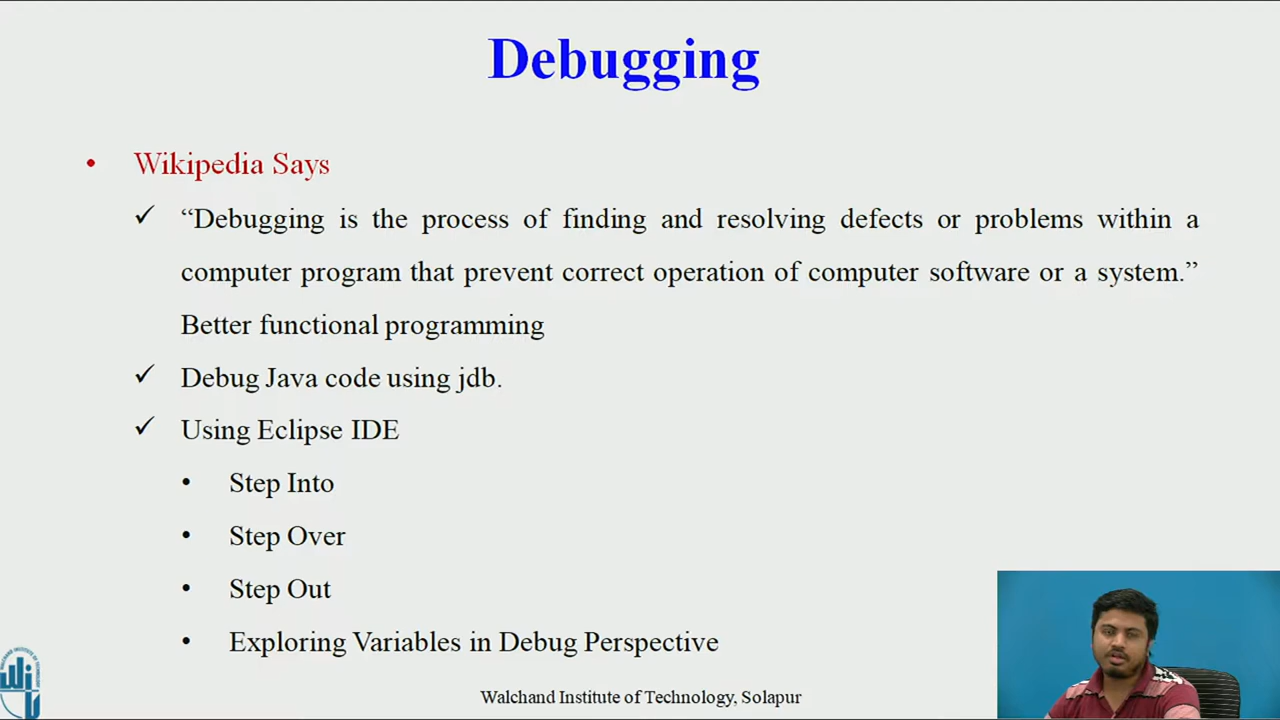 Debugging
• Wikipedia Says
✓ “Debugging is the process of finding and resolving defects or problems within a
computer program that prevent correct operation of computer software or a system.”
Better functional programming
✓ Debug Java code using jdb.
✓ Using Eclipse IDE
• Step Into
• Step Over
• Step Out
• Exploring Variables in Debug Perspective
Walchand Institute of Technology, Solapur